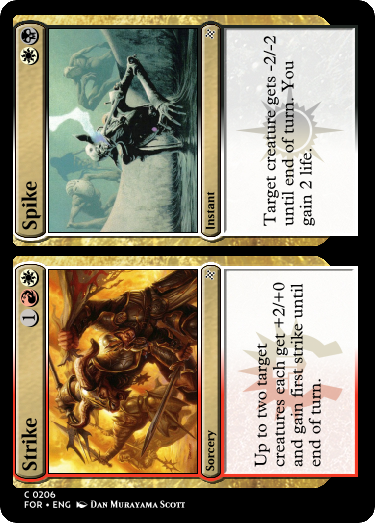 Spike
Instant
Target creature gets -2/-2
until end of turn. You
gain 2 life.
Strike
1
Sorcery
Up to two target
creatures each get +2/+0
and gain first strike until
end of turn.
C 0206
FOR • ENG DAN MURAYAMA SCOTT